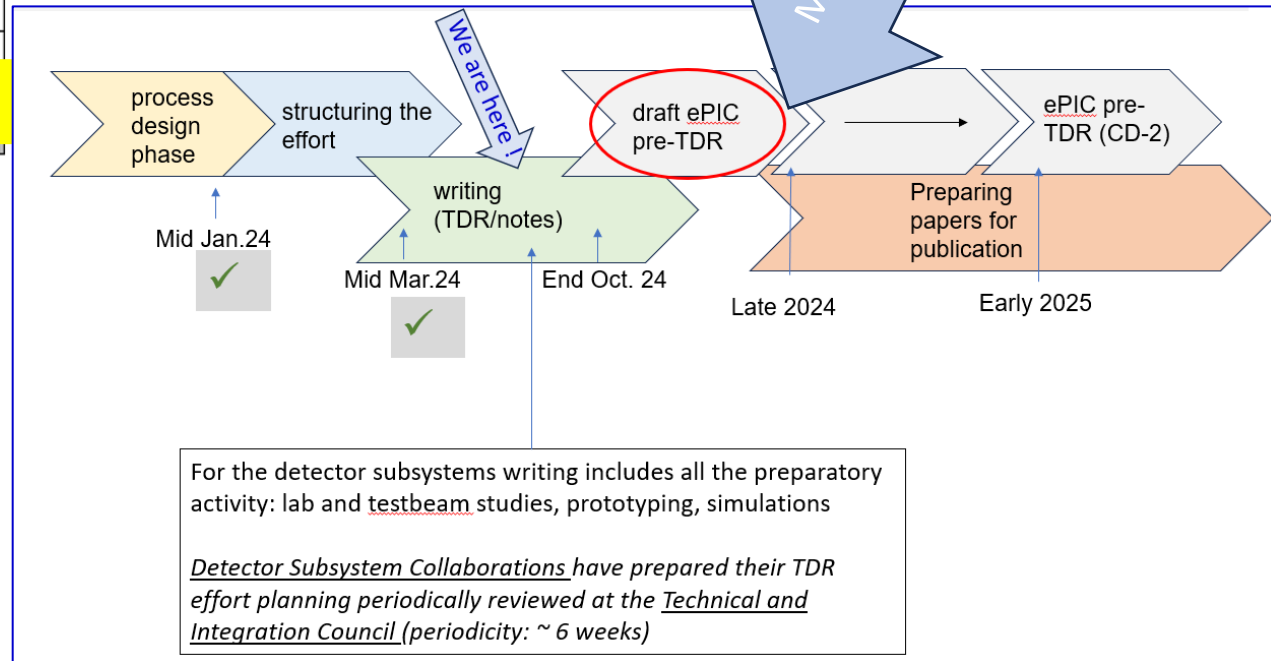 We are here !
process
design
phase
structuring the
effort
draft ePIC
pre-TDR
ePIC pre-
TDR (CD-2)
writing
(TDR/notes)
Preparing
papers for
publication
Mid Jan.24
Mid Mar.24
End Oct. 24
Late 2024
Early 2025
For the detector subsystems writing includes all the preparatory
activity: lab and testbeam studies, prototyping, simulations
Detector Subsystem Collaborations have prepared their TDR
effort planning periodically reviewed at the Technical and
Integration Council (periodicity: ~ 6 weeks)